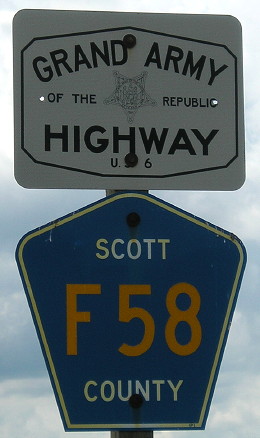 GRAND ARMY
OF THE REPUBLIC
HIGHWAY
U.S. 6
SCOTT
F 58
COUNTY